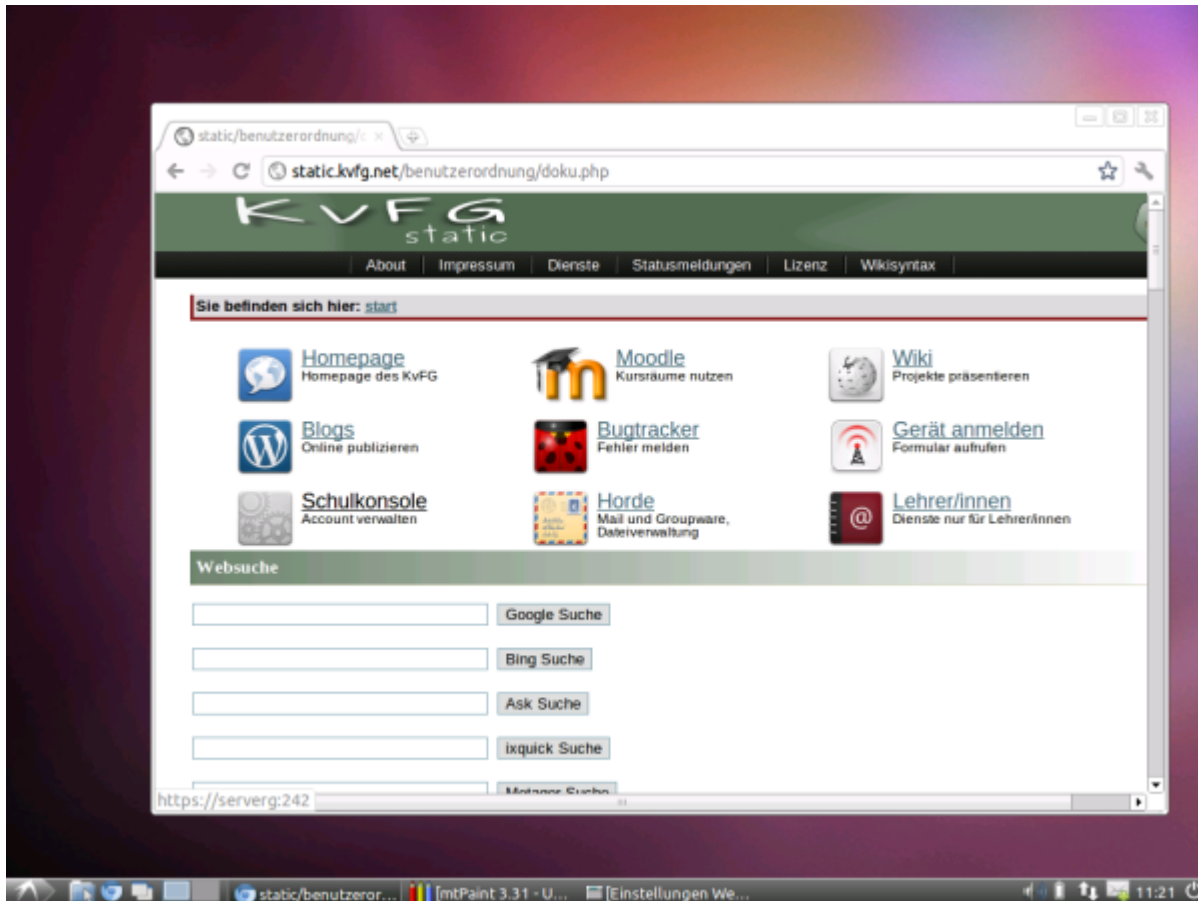 static/benutzerordnung/
static.kvfg.net/benutzerordnung/doku.php
KvFG
static
About Impressum Dienste Statusmeldungen Lizenz Wikisyntax
Sie befinden sich hier: start
Homepage
Homepage des KvFG
Moodle
Kursräume nutzen
Wiki
Projekte präsentieren
Blogs
Online publizieren
Bugtracker
Fehler melden
Gerät anmelden
Formular aufrufen
Schulkonsole
Account verwalten
Horde
Mail und Groupware,
Dateiverwaltung
Lehrer/innen
Dienste nur für Lehrer/innen
Websuche
Google Suche
Bing Suche
Ask Suche
ixquick Suche
Metager Suche
https://serverg:242
static/benutzeror... [mtPaint 3.31 - U... [Einstellungen We... 11:21